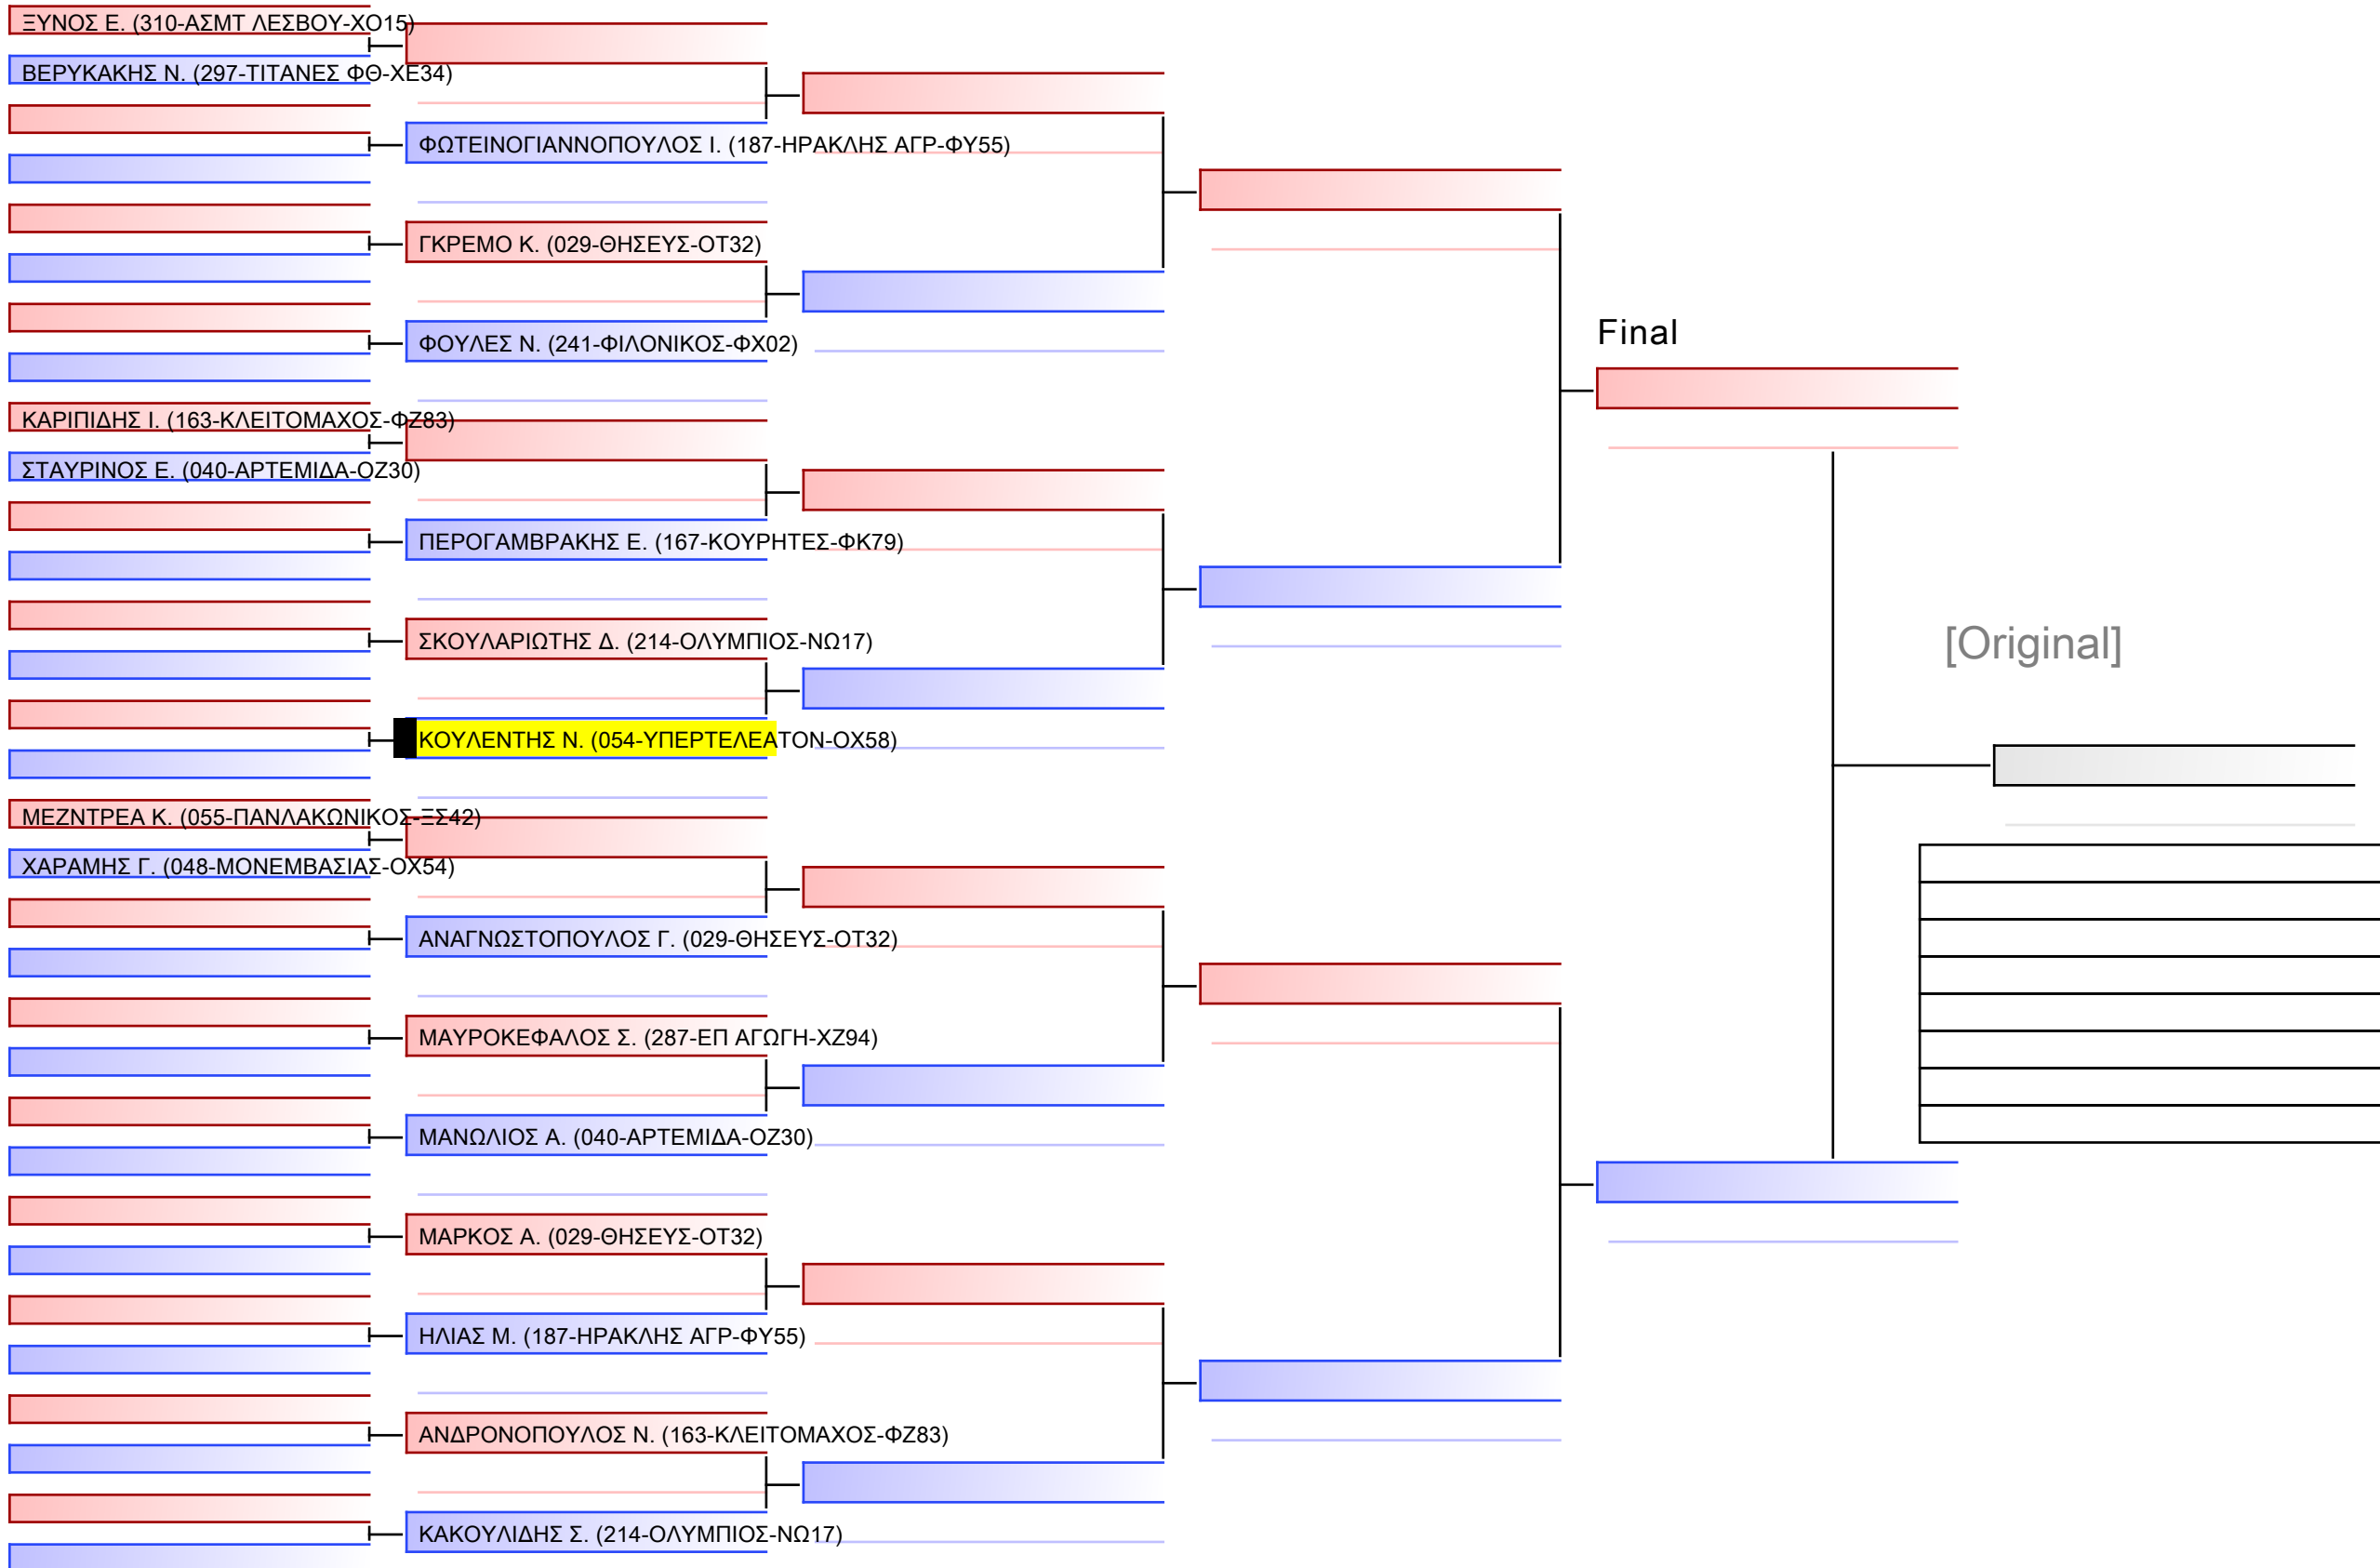 ΞΥΝΟΣ Ε. (310-ΑΣΜΤ ΛΕΣΒΟΥ-ΧΟ15)
ΒΕΡΥΚΑΚΗΣ Ν. (297-ΤΙΤΑΝΕΣ ΦΘ-ΧΕ34)
ΦΩΤΕΙΝΟΓΙΑΝΝΟΠΟΥΛΟΣ Ι. (187-ΗΡΑΚΛΗΣ ΑΓΡ-ΦΥ55)
ΓΚΡΕΜΟ Κ. (029-ΘΗΣΕΥΣ-ΟΤ32)
Final
ΦΟΥΛΕΣ Ν. (241-ΦΙΛΟΝΙΚΟΣ-ΦΧ02)
ΚΑΡΙΠΙΔΗΣ Ι. (163-ΚΛΕΙΤΟΜΑΧΟΣ-ΦΖ83)
ΣΤΑΥΡΙΝΟΣ Ε. (040-ΑΡΤΕΜΙΔΑ-ΟΖ30)
ΠΕΡΟΓΑΜΒΡΑΚΗΣ Ε. (167-ΚΟΥΡΗΤΕΣ-ΦΚ79)
ΣΚΟΥΛΑΡΙΩΤΗΣ Δ. (214-ΟΛΥΜΠΙΟΣ-ΝΩ17)
[Original]
ΚΟΥΛΕΝΤΗΣ Ν. (054-ΥΠΕΡΤΕΛΕΑΤΟΝ-ΟΧ58)
ΜΕΖΝΤΡΕΑ Κ. (055-ΠΑΝΛΑΚΩΝΙΚΟΣ-ΞΣ42)
ΧΑΡΑΜΗΣ Γ. (048-ΜΟΝΕΜΒΑΣΙΑΣ-ΟΧ54)
ΑΝΑΓΝΩΣΤΟΠΟΥΛΟΣ Γ. (029-ΘΗΣΕΥΣ-ΟΤ32)
ΜΑΥΡΟΚΕΦΑΛΟΣ Σ. (287-ΕΠ ΑΓΩΓΗ-ΧΖ94)
ΜΑΝΩΛΙΟΣ Α. (040-ΑΡΤΕΜΙΔΑ-ΟΖ30)
ΜΑΡΚΟΣ Α. (029-ΘΗΣΕΥΣ-ΟΤ32)
ΗΛΙΑΣ Μ. (187-ΗΡΑΚΛΗΣ ΑΓΡ-ΦΥ55)
ΑΝΔΡΟΝΟΠΟΥΛΟΣ Ν. (163-ΚΛΕΙΤΟΜΑΧΟΣ-ΦΖ83)
ΚΑΚΟΥΛΙΔΗΣ Σ. (214-ΟΛΥΜΠΙΟΣ-ΝΩ17)